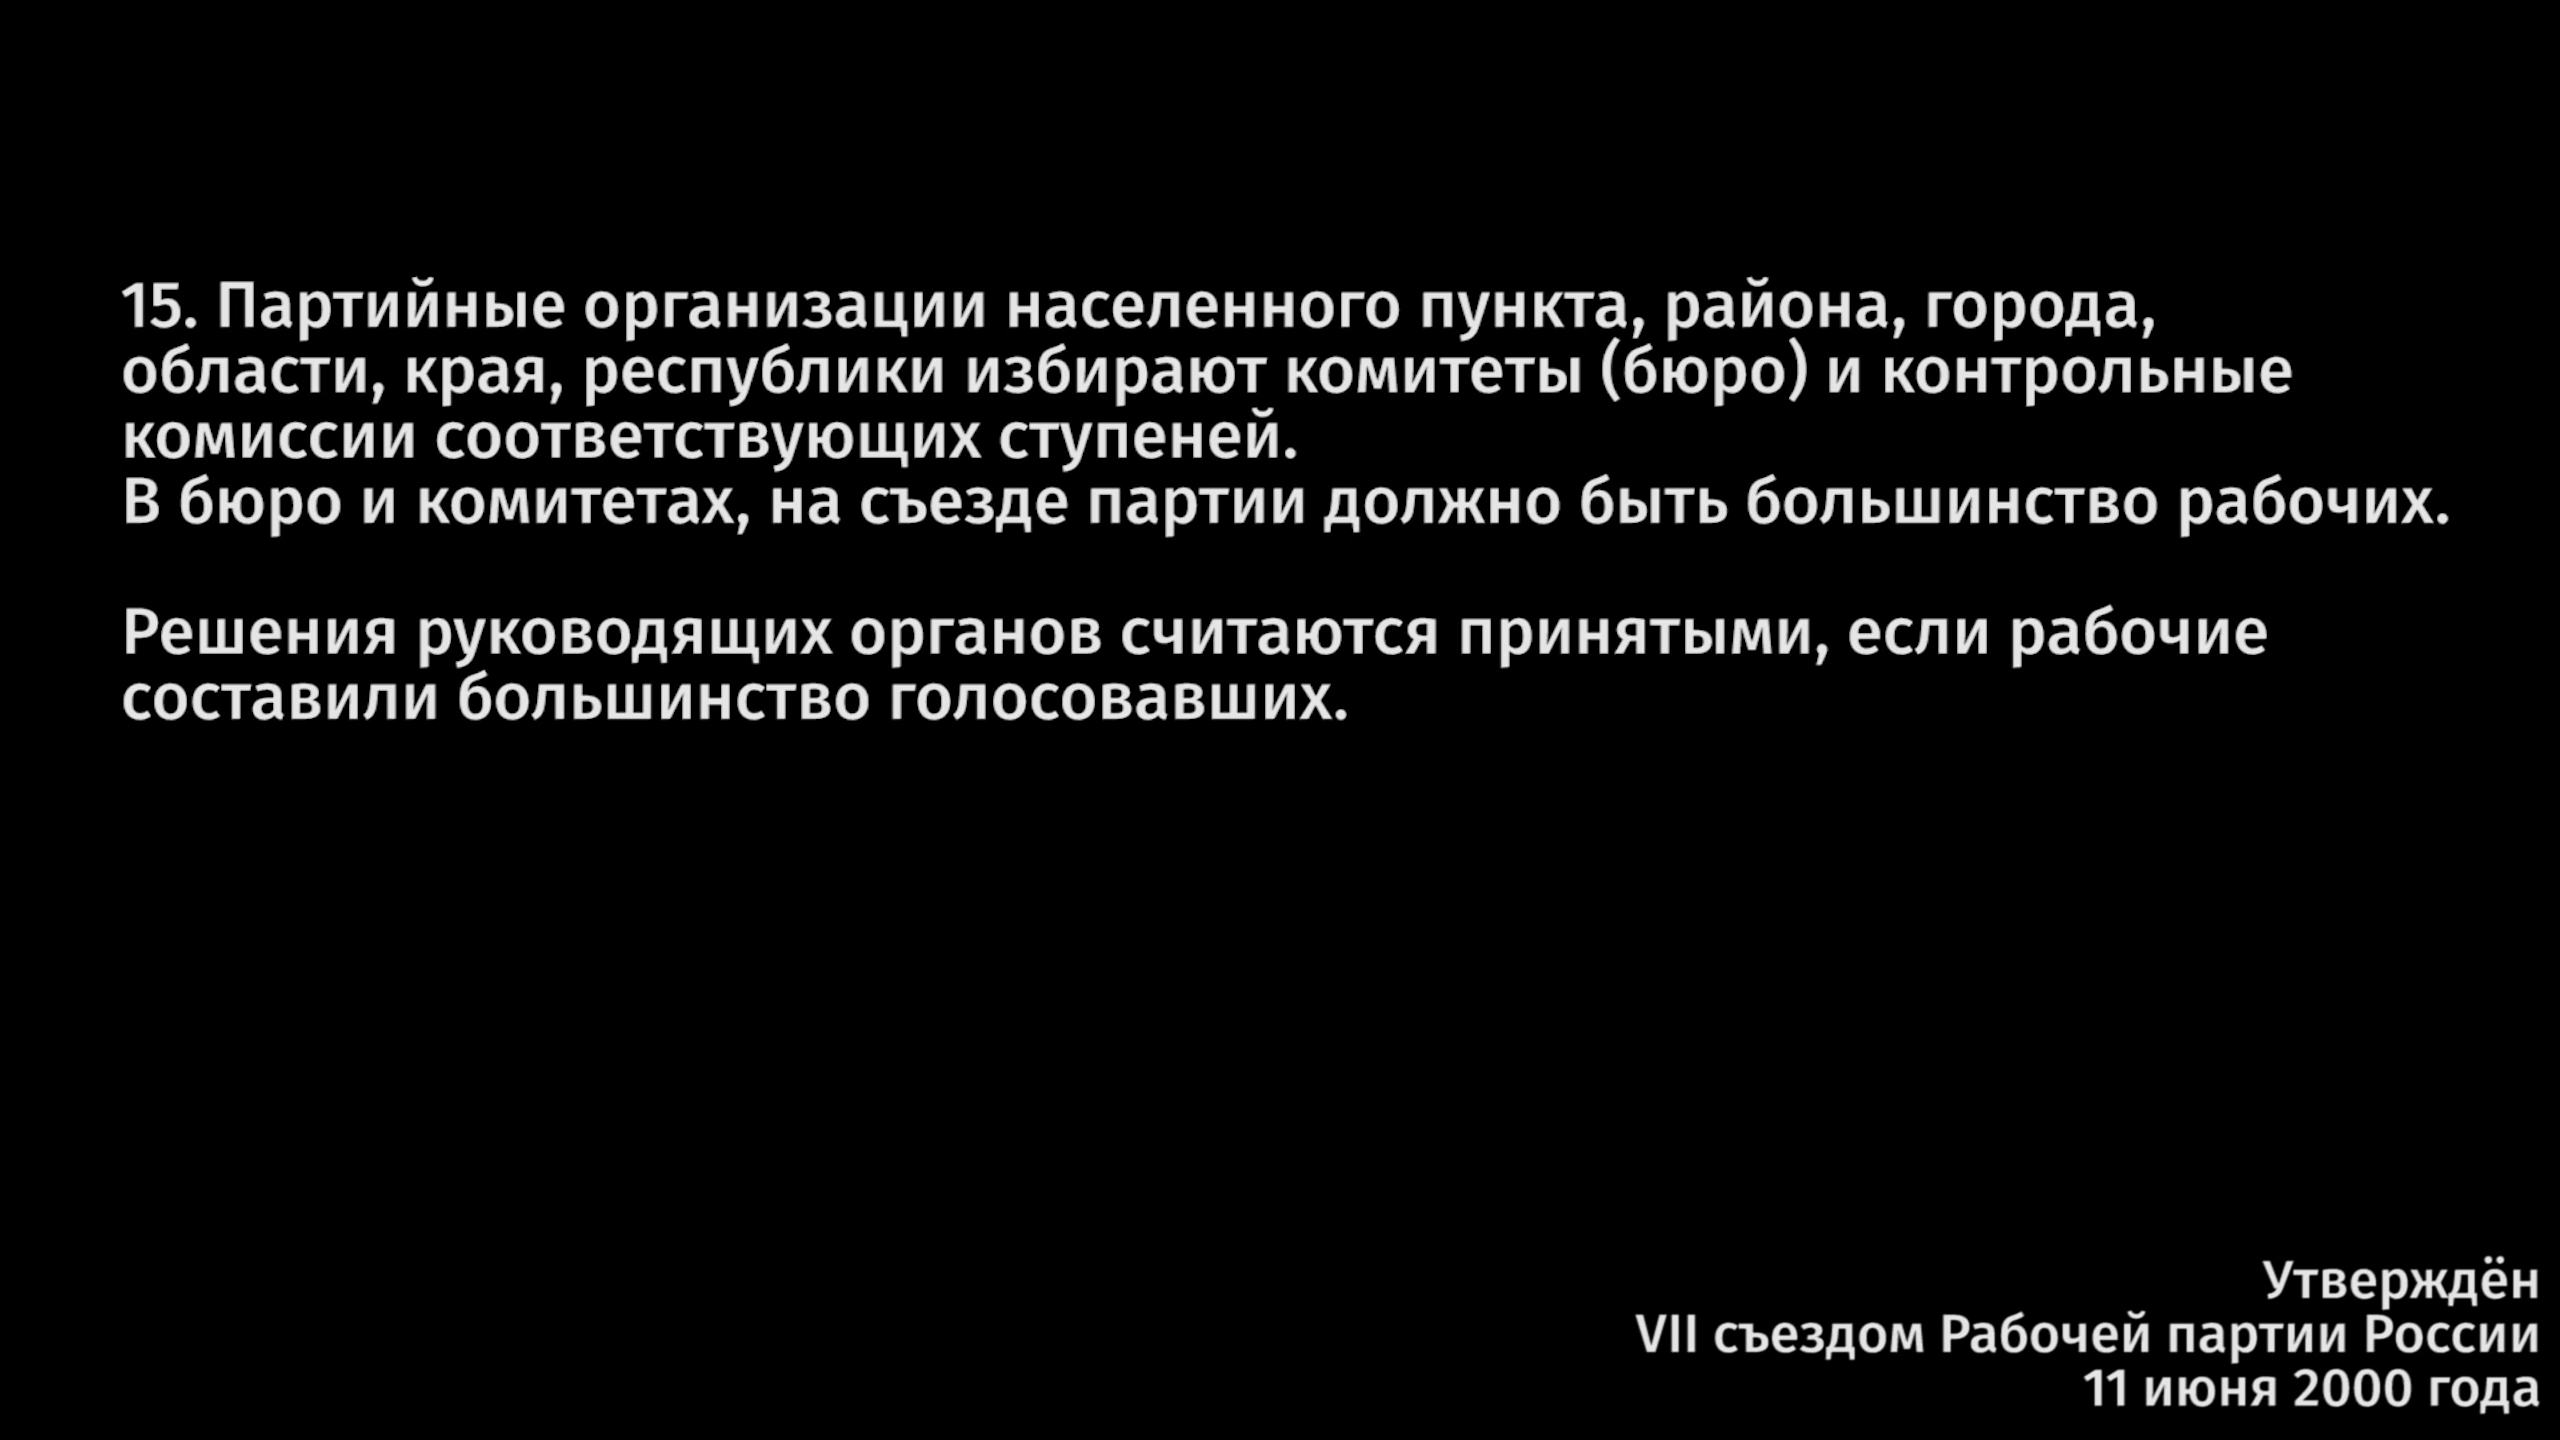 15. Партийные организации населенного пункта, района, города,
области, края, республики избирают комитеты (бюро) и контрольные
комиссии соответствующих ступеней.
В бюро и комитетах, на съезде партии должно быть большинство рабочих.
Решения руководящих органов считаются принятыми, если рабочие
составили большинство голосовавших.
Утверждён
VII съездом Рабочей партии России
11 июня 2000 года